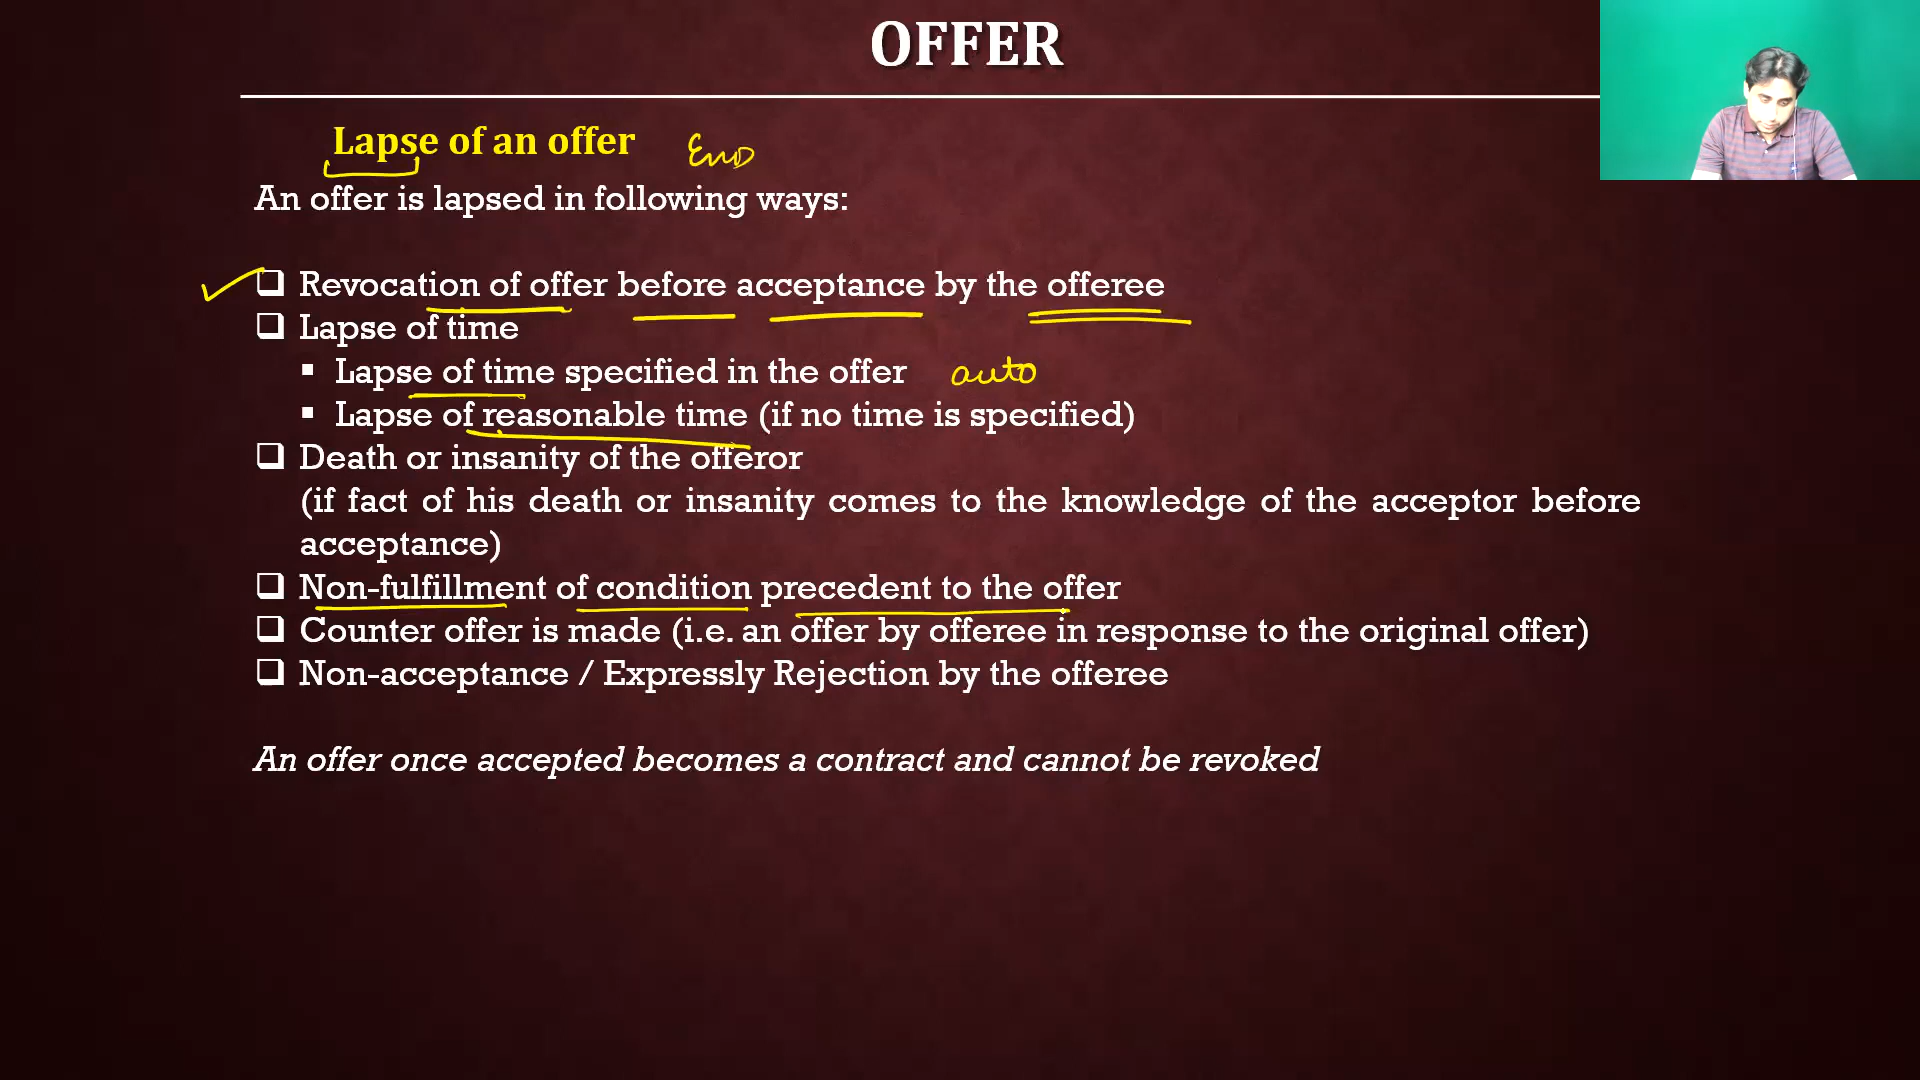 OFFER
Lapse of an offer END
An offer is lapsed in following ways:
❑ Revocation of offer before acceptance by the offeree
❑ Lapse of time
▪ Lapse of time specified in the offer auto
▪ Lapse of reasonable time (if no time is specified)
❑ Death or insanity of the offeror
(if fact of his death or insanity comes to the knowledge of the acceptor before
acceptance)
❑ Non-fulfillment of condition precedent to the offer
❑ Counter offer is made (i.e. an offer by offeree in response to the original offer)
❑ Non-acceptance / Expressly Rejection by the offeree
An offer once accepted becomes a contract and cannot be revoked